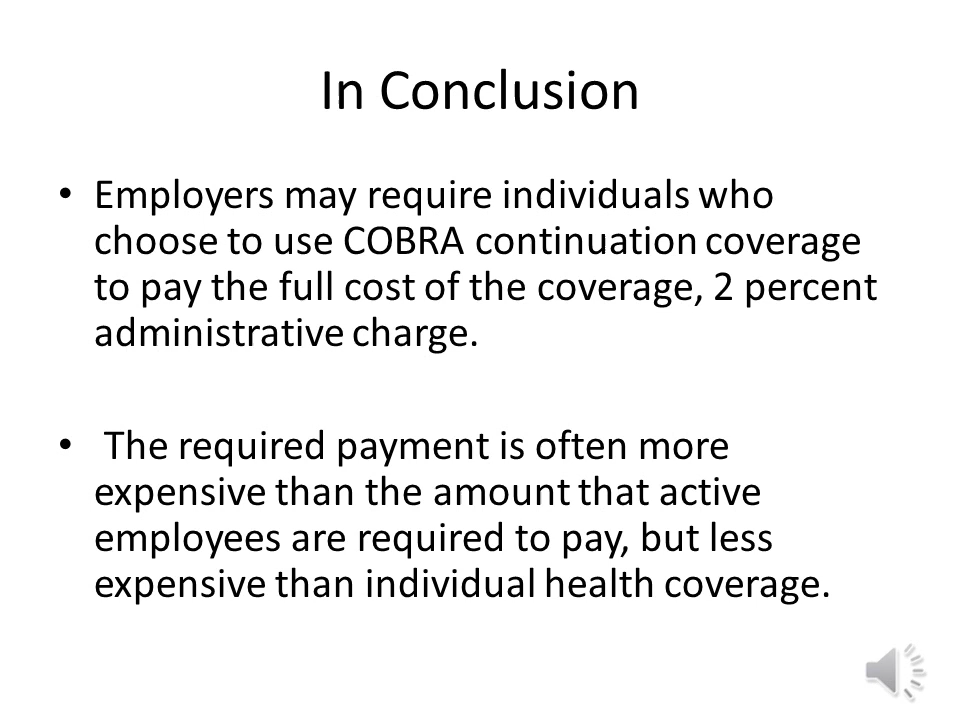 In Conclusion
• Employers may require individuals who
choose to use COBRA continuation coverage
to pay the full cost of the coverage, 2 percent
administrative charge.
• The required payment is often more
expensive than the amount that active
employees are required to pay, but less
expensive than individual health coverage.